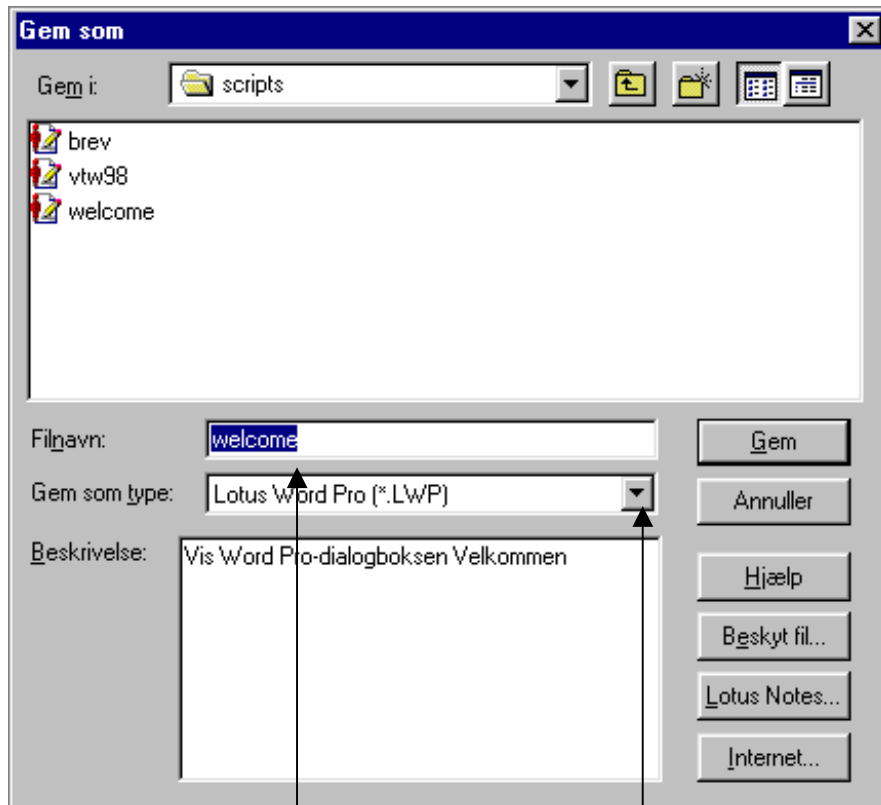 Gem som
Gem i: scripts
brev
vtw98
welcome
Filnavn: welcome Gem
Gem som type: Lotus Word Pro (*.LWP) Annuller
Beskrivelse: Vis Word Pro-dialogboksen Velkommen
Hjælp
Beskyt fil...
Lotus Notes...
Internet...